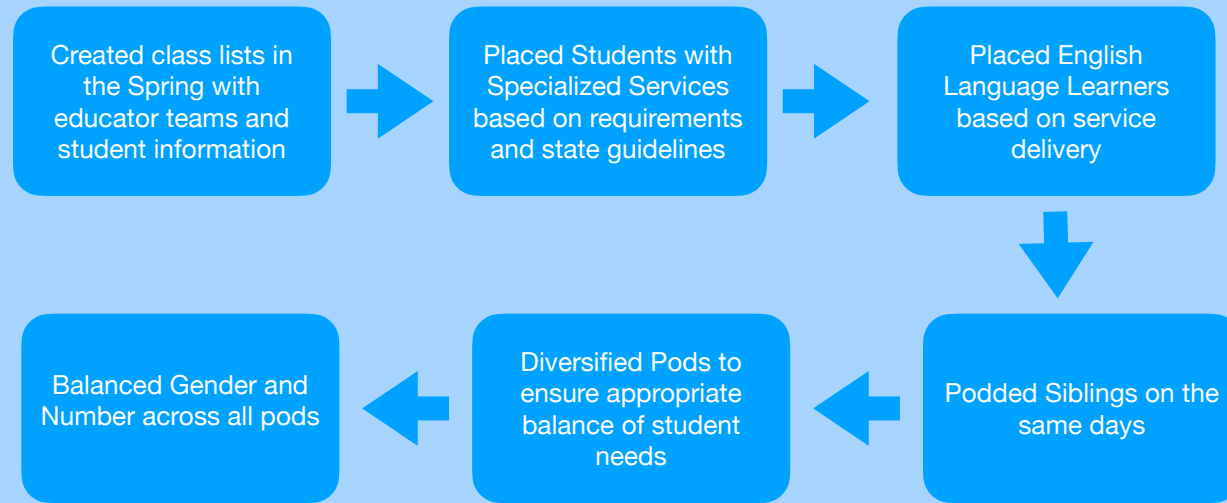 Created class lists in
the Spring with
educator teams and
student information
Placed Students with
Specialized Services
based on requirements
and state guidelines
Placed English
Language Learners
based on service
delivery
Podded Siblings on the
same days
Diversified Pods to
ensure appropriate
balance of student
needs
Balanced Gender and
Number across all pods